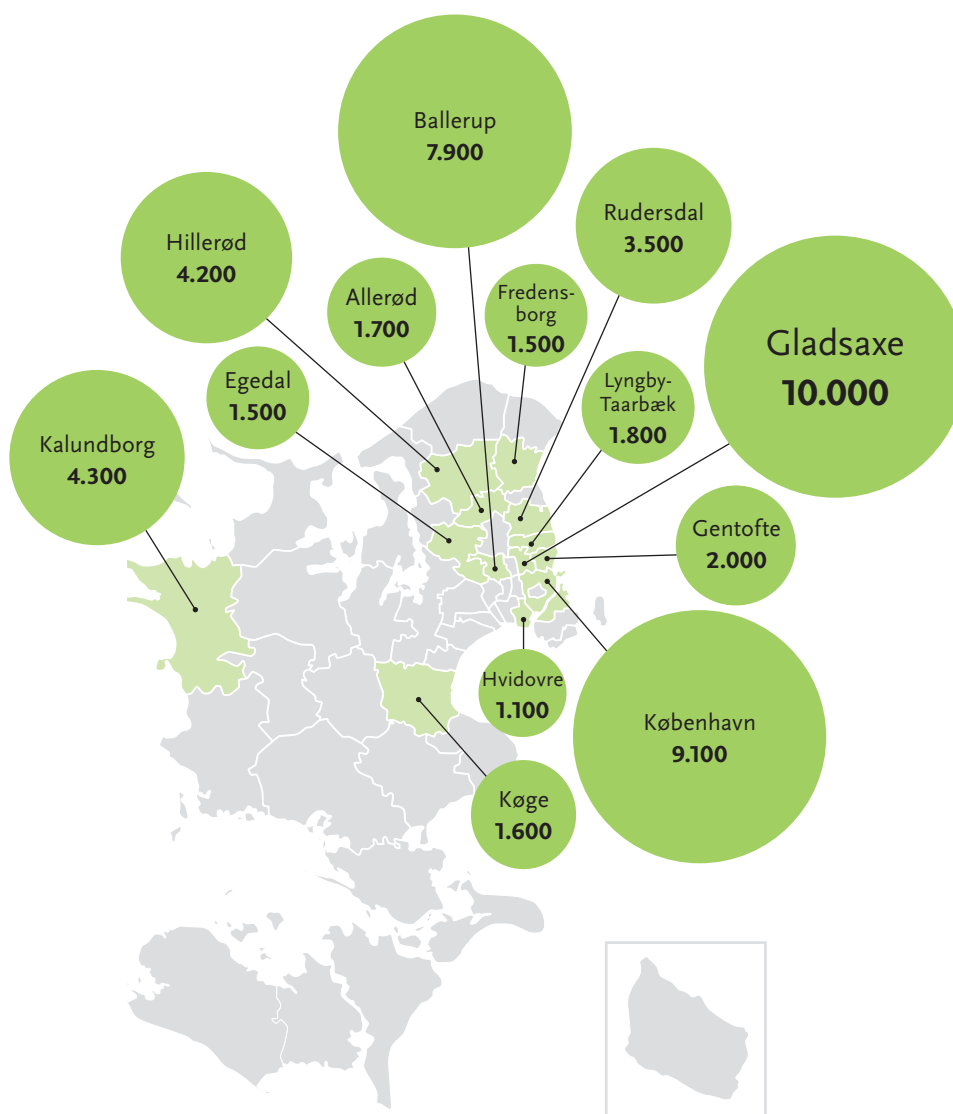 Ballerup
7.900
Rudersdal
3.500
Hillerød
4.200
Allerød
1.700
Fredens-
borg
1.500
Gladsaxe
10.000
Egedal
1.500
Lyngby-
Taarbæk
1.800
Kalundborg
4.300
Gentofte
2.000
Hvidovre
1.100
København
9.100
Køge
1.600